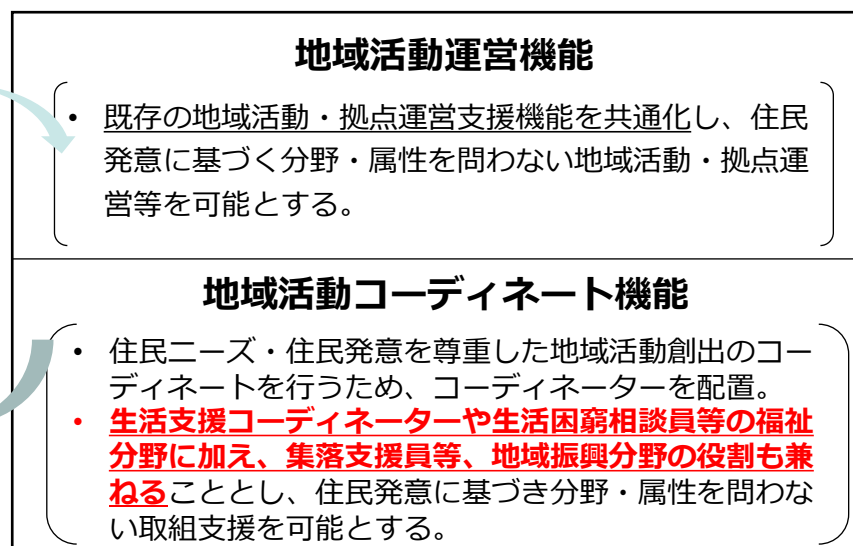 地域活動運営機能
• 既存の地域活動・拠点運営支援機能を共通化し、住民
発意に基づく分野・属性を問わない地域活動・拠点運
営等を可能とする。
地域活動コーディネート機能
• 住民ニーズ・住民発意を尊重した地域活動創出のコー
ディネートを行うため、コーディネーターを配置。
• 生活支援コーディネーターや生活困窮相談員等の福祉
分野に加え、集落支援員等、地域振興分野の役割も兼
ねることとし、住民発意に基づき分野・属性を問わな
い取組支援を可能とする。